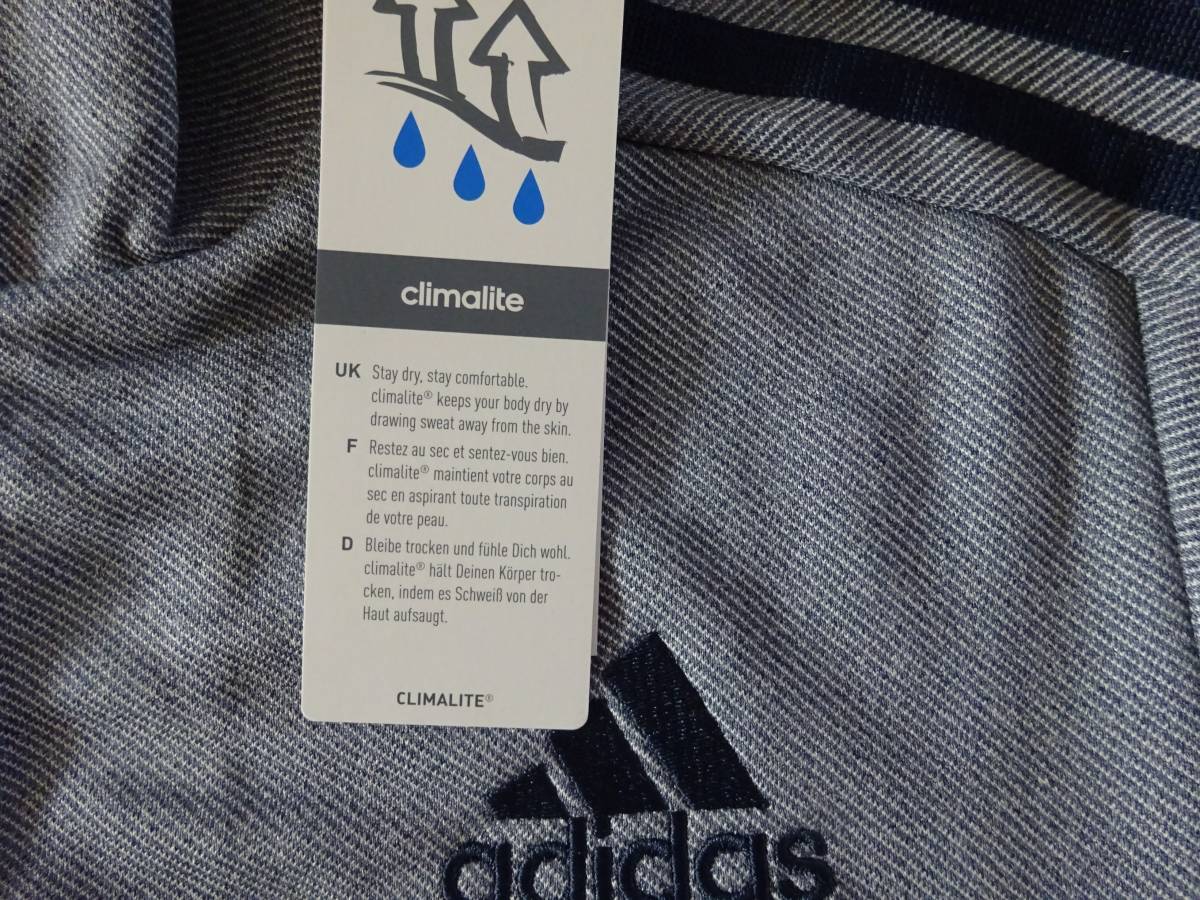 climalite
UK Stay dry, stay comfortable.
climalite® keeps your body dry by
drawing sweat away from the skin.
F Restez au sec et sentez-vous bien.
climalite® maintient votre corps au
sec en aspirant toute transpiration
de votre peau.
D Bleibe trocken und fühle Dich wohl.
climalite® hält Deinen Körper tro-
cken, indem es Schweiß von der
Haut aufsaugt.
CLIMALITE®
adidas